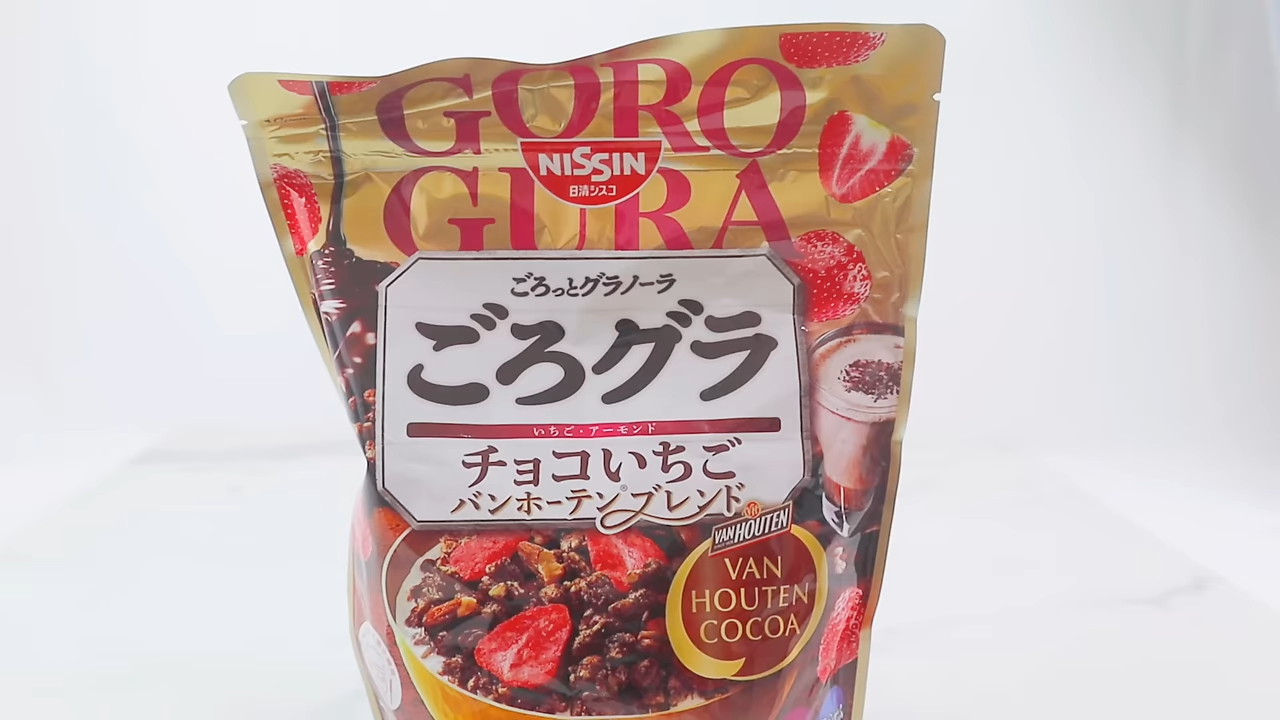 GORO
NISSIN
日清シスコ
GURA
ごろっとグラノーラ
ごろグラ
いちご・アーモンド
チョコいちご
バンホーテン®ブレンド
VAN HOUTEN
VAN
HOUTEN
COCOA